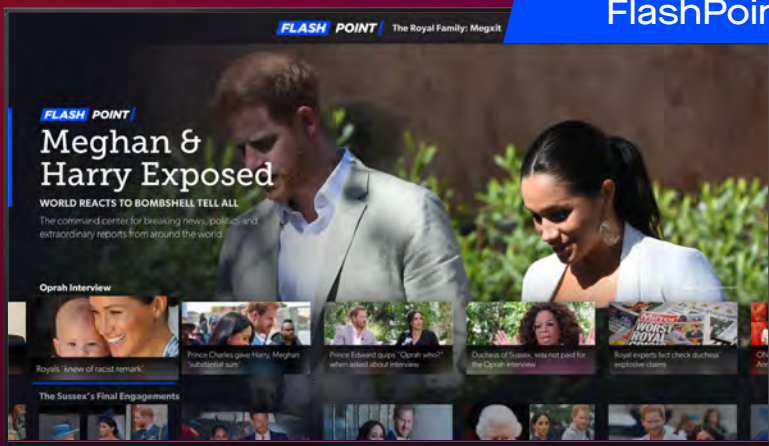 FlashPoin
FLASH POINT The Royal Family: Megxit
FLASH POINT
Meghan &
Harry Exposed
WORLD REACTS TO BOMBSHELL TELL ALL
The command center for breaking news, politics and
extraordinary reports from around the world.
Oprah Interview
Mirror
WORST
ROYAL
Royals 'knew of racist remark'
Prince Charles gave Harry, Meghan
'substantial sum'
Prince Edward quips "Oprah who?"
when asked about interview
Duchess of Sussex, was not paid for
the Oprah interview
Royal experts fact check duchess'
explosive claims
The Sussex's Final Engagements